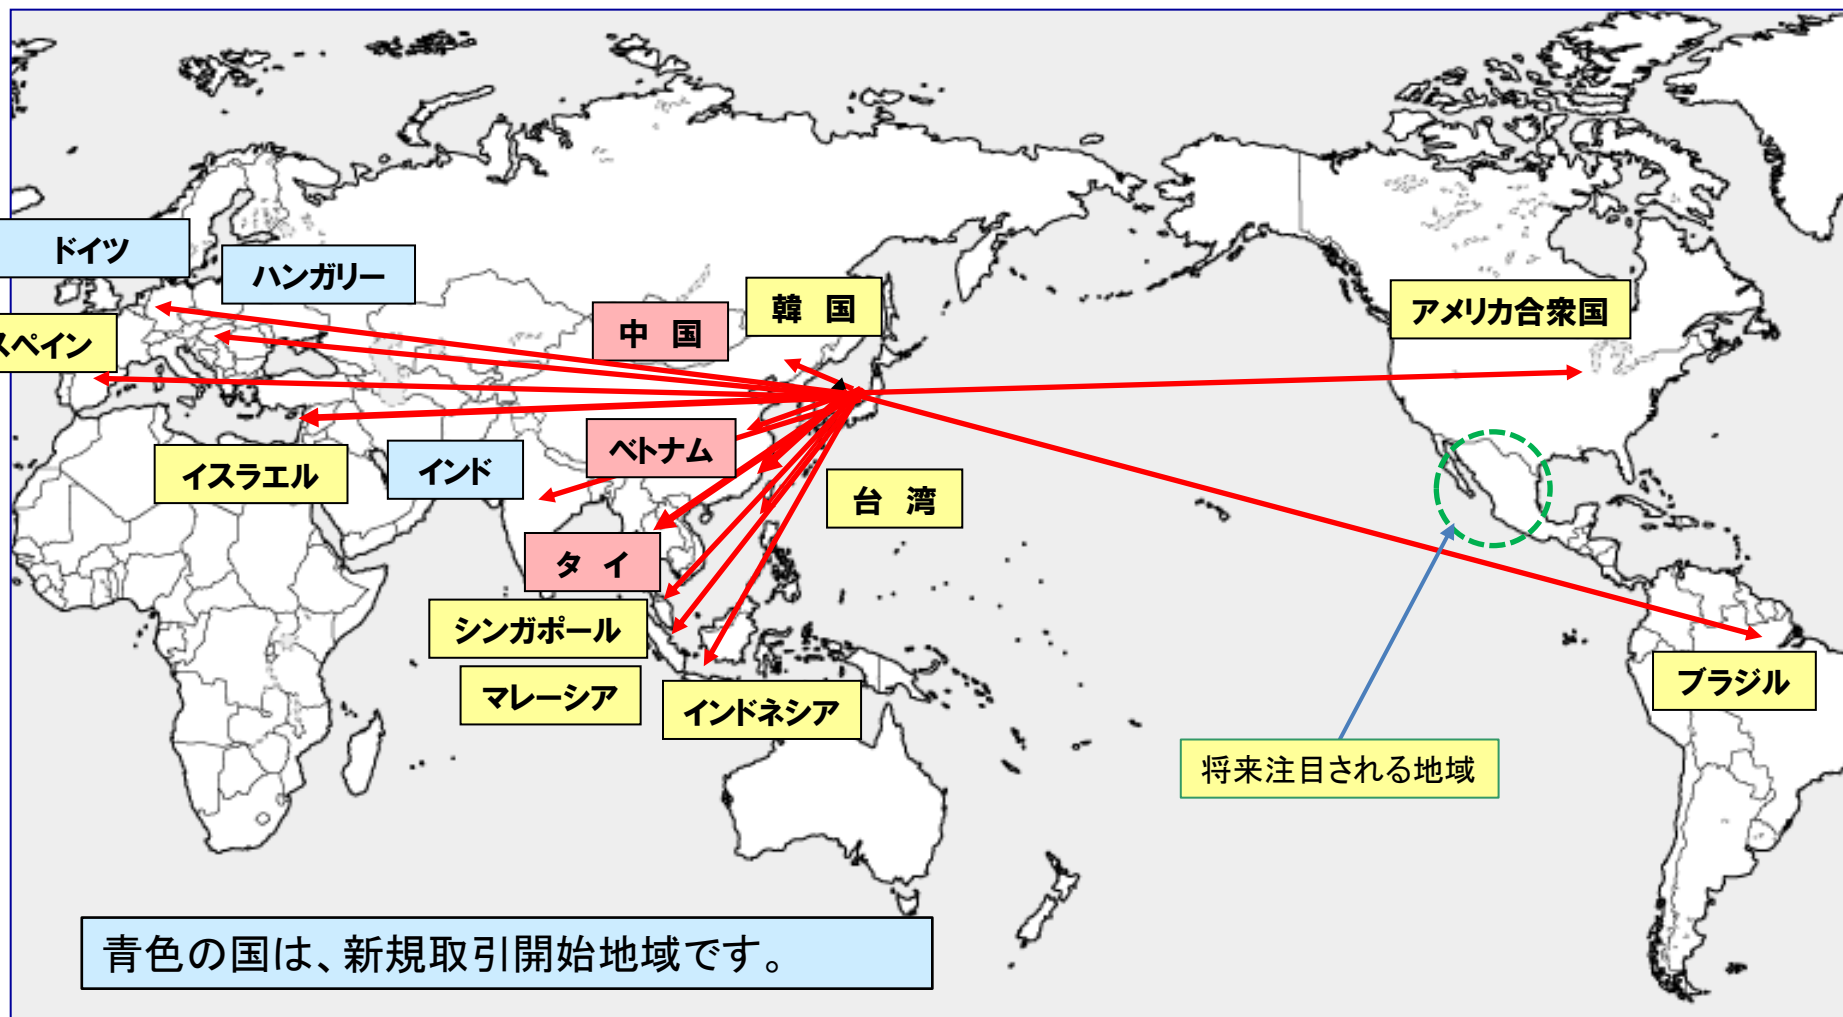 ドイツ
ハンガリー
韓　国
アメリカ合衆国
中　国
スペイン
ベトナム
イスラエル
インド
台　湾
タ　イ
シンガポール
マレーシア
インドネシア
ブラジル
将来注目される地域
青色の国は、新規取引開始地域です。